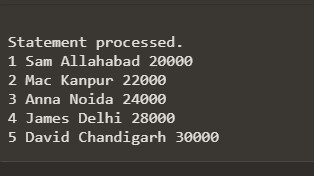 Statement processed.
1 Sam Allahabad 20000
2 Mac Kanpur 22000
3 Anna Noida 24000
4 James Delhi 28000
5 David Chandigarh 30000